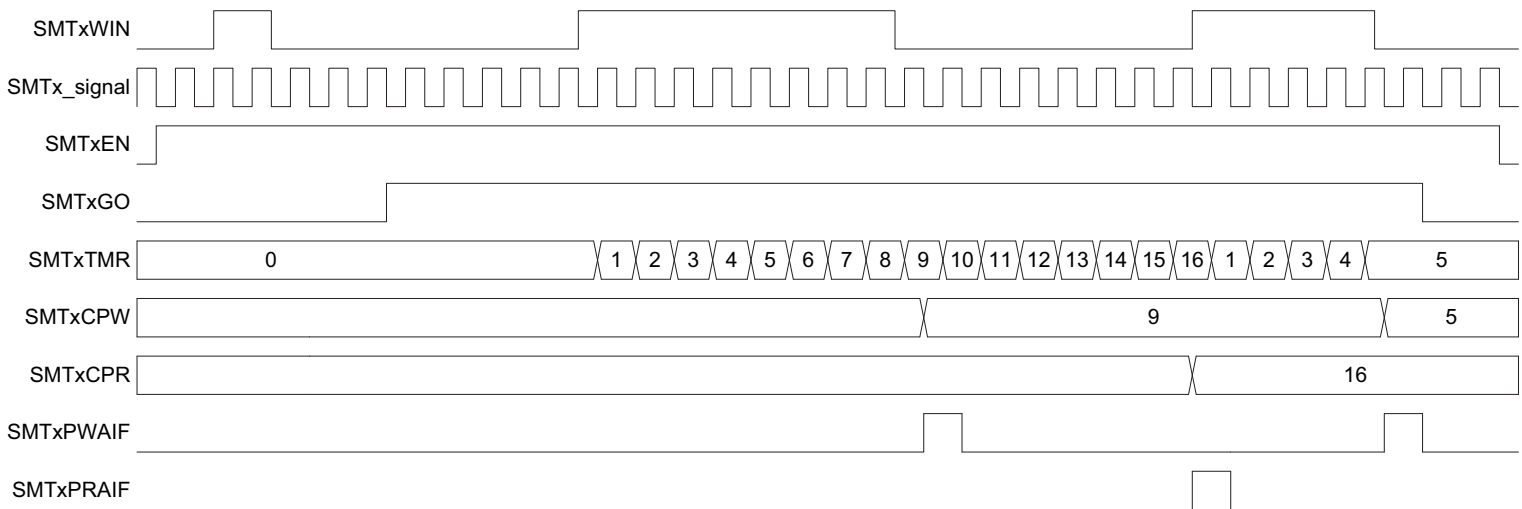 SMTxWIN
SMTx_signal
SMTxEN
SMTxGO
SMTxTMR 0 1 2 3 4 5 6 7 8 9 10 11 12 13 14 15 16 1 2 3 4 5
SMTxCPW 9 5
SMTxCPR 16
SMTxPWAIF
SMTxPRAIF